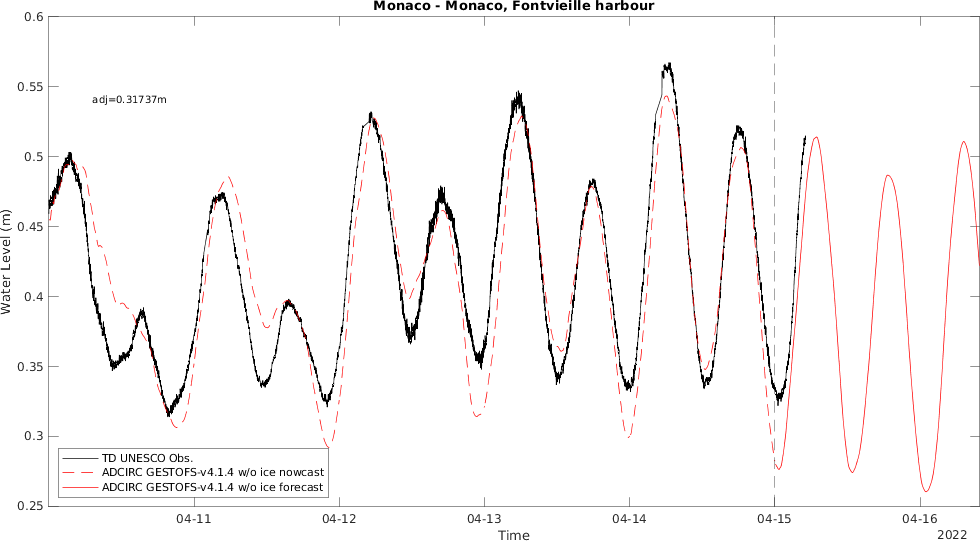 Monaco - Monaco, Fontvieille harbour
0.6
0.55
adj=0.31737m
0.5
0.45
Water Level (m)
0.4
0.35
0.3
TD UNESCO Obs.
ADCIRC GESTOFS-v4.1.4 w/o ice nowcast
ADCIRC GESTOFS-v4.1.4 w/o ice forecast
0.25
04-11 04-12 04-13 04-14 04-15 04-16
Time
2022